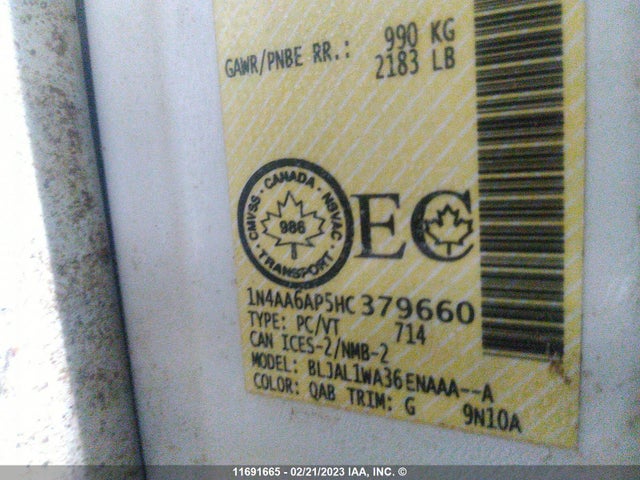 GAWR/PNBE RR.: 990 KG
2183 LB
CMVSS · CANADA · NSVAC · TRANSPORT ·
986
EC
1N4AA6AP5HC379660
TYPE: PC/VT 714
CAN ICES-2/NMB-2
MODEL: BLJAL1WA36ENAAA--A
COLOR: QAB TRIM: G 9N10A
11691665 - 02/21/2023 IAA, INC. ©